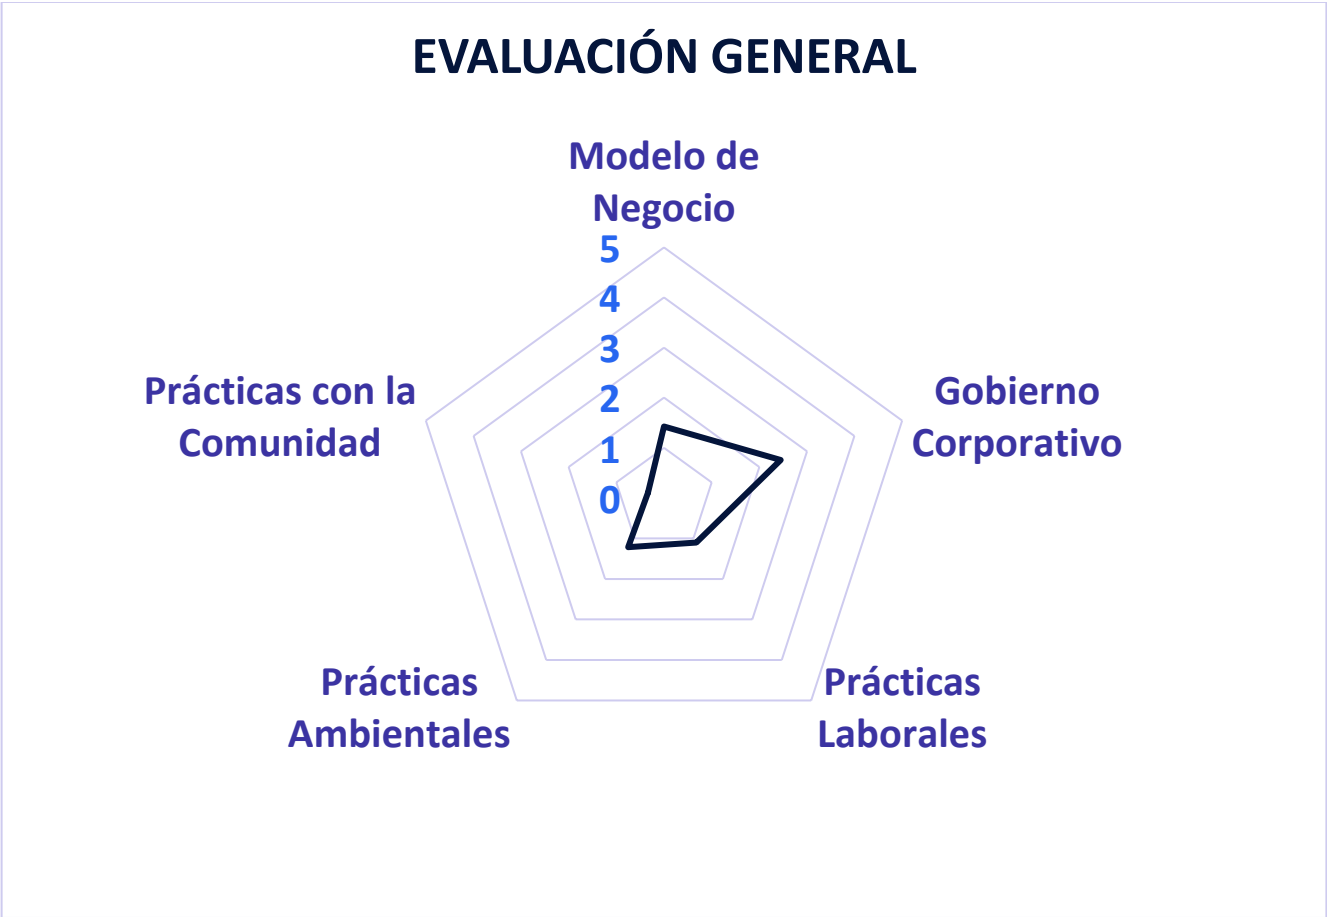 EVALUACIÓN GENERAL
Modelo de
Negocio
5
4
3
2
1
0
Prácticas con la
Comunidad
Gobierno
Corporativo
Prácticas
Ambientales
Prácticas
Laborales